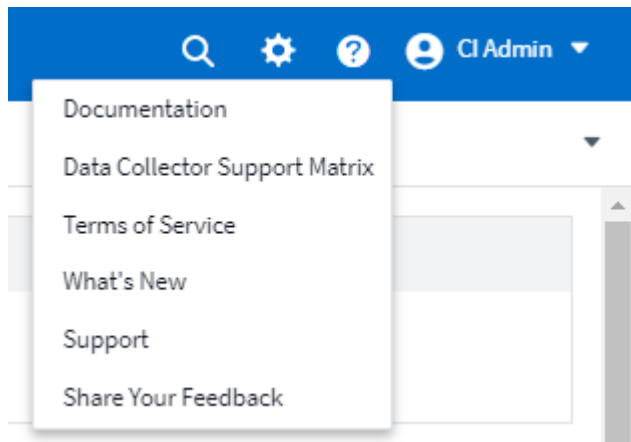 CI Admin
Documentation
Data Collector Support Matrix
Terms of Service
What's New
Support
Share Your Feedback